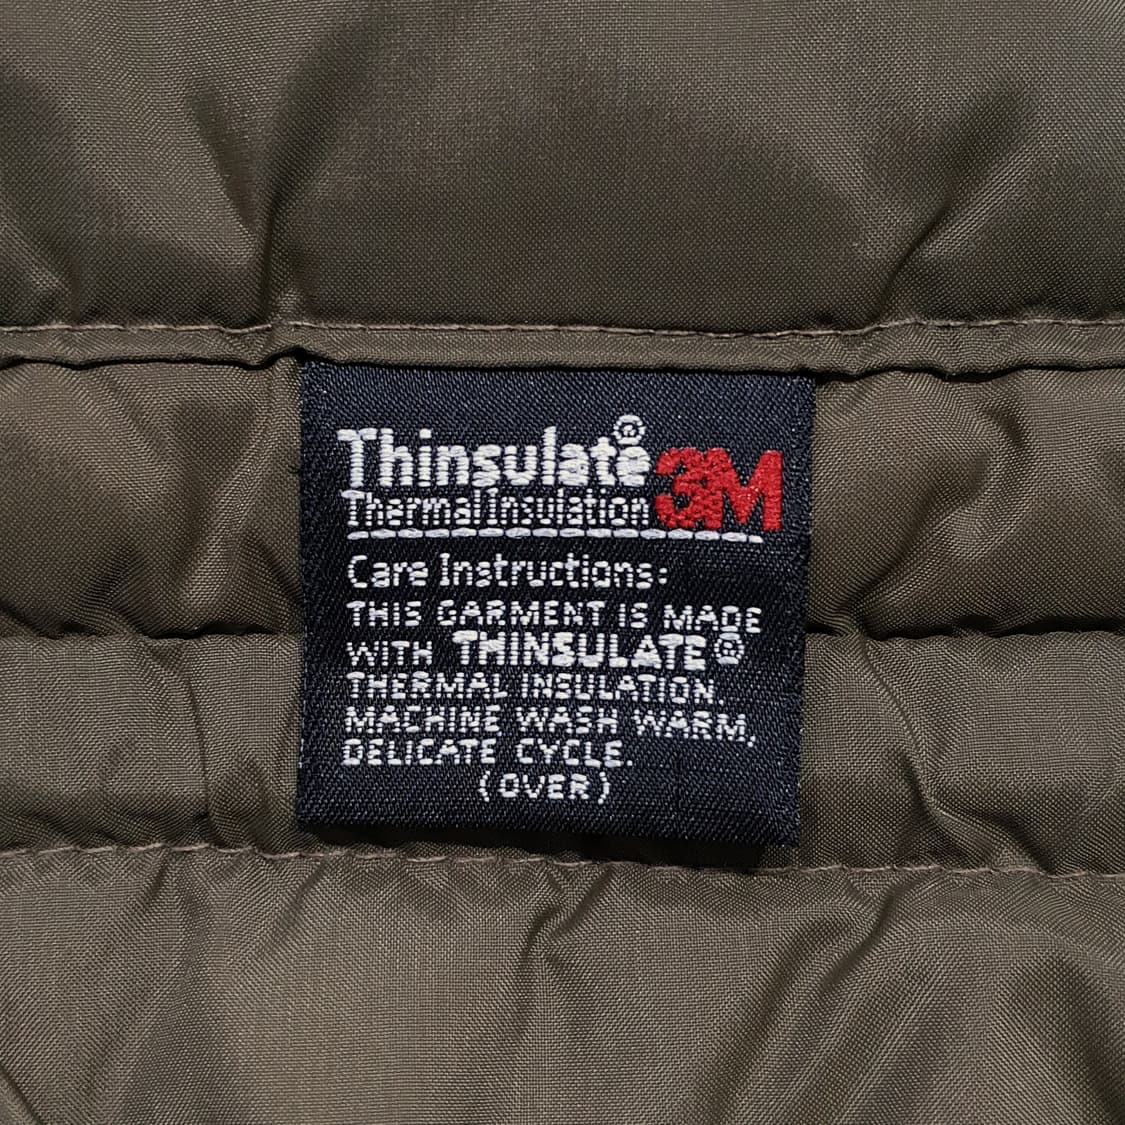 Thinsulate® 3M
Thermal Insulation
Care Instructions:
THIS GARMENT IS MADE
WITH THINSULATE®
THERMAL INSULATION.
MACHINE WASH WARM,
DELICATE CYCLE.
(OVER)